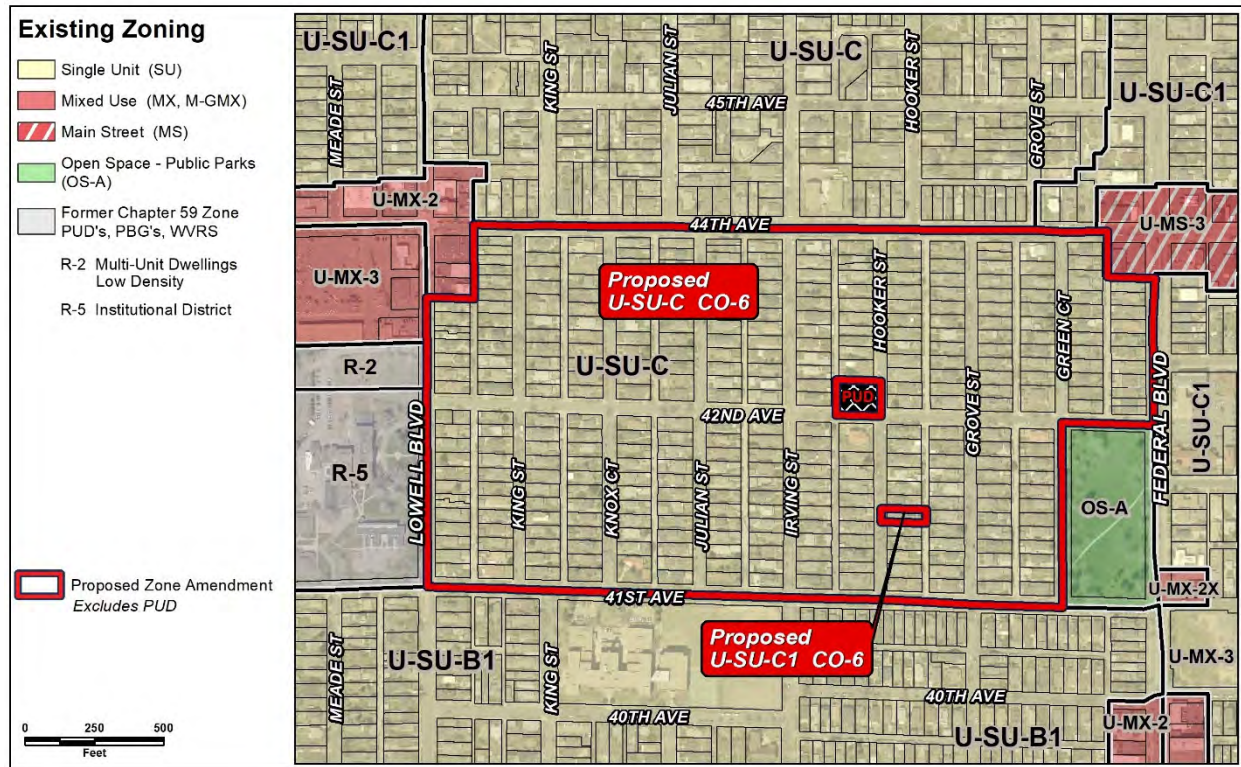 Existing Zoning
Single Unit (SU)
Mixed Use (MX, M-GMX)
Main Street (MS)
Open Space - Public Parks
(OS-A)
Former Chapter 59 Zone
PUD's, PBG's, WVRS
R-2 Multi-Unit Dwellings
Low Density
R-5 Institutional District
Proposed Zone Amendment
Excludes PUD
0 250 500
Feet
U-SU-C1
U-SU-C
U-SU-C1
MEADE ST
KING ST
JULIAN ST
45TH AVE
HOOKER ST
GROVE ST
U-MX-2
44TH AVE
U-MS-3
U-MX-3
Proposed
U-SU-C CO-6
HOOKER ST
GREEN CT
R-2
U-SU-C
PUD
42ND AVE
GROVE ST
FEDERAL BLVD
U-SU-C1
LOWELL BLVD
R-5
KING ST
KNOX CT
JULIAN ST
IRVING ST
OS-A
41ST AVE
U-MX-2X
Proposed
U-SU-C1 CO-6
MEADE ST
U-SU-B1
KING ST
40TH AVE
40TH AVE
U-SU-B1
U-MX-3
U-MX-2